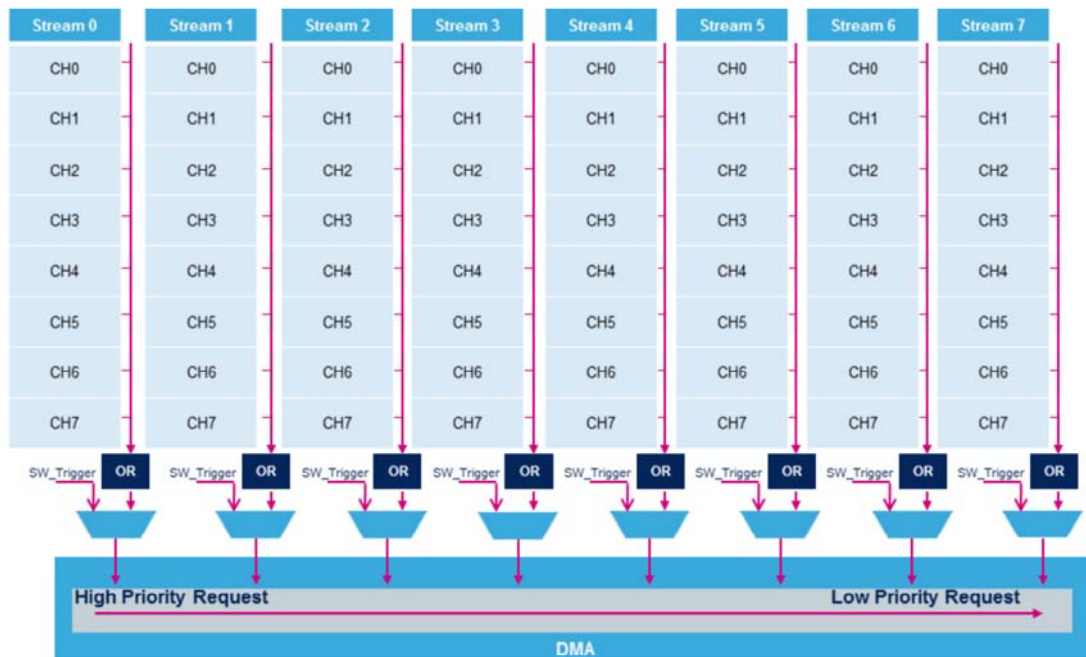 Stream 0 Stream 1 Stream 2 Stream 3 Stream 4 Stream 5 Stream 6 Stream 7
CH0 CH0 CH0 CH0 CH0 CH0 CH0 CH0
CH1 CH1 CH1 CH1 CH1 CH1 CH1 CH1
CH2 CH2 CH2 CH2 CH2 CH2 CH2 CH2
CH3 CH3 CH3 CH3 CH3 CH3 CH3 CH3
CH4 CH4 CH4 CH4 CH4 CH4 CH4 CH4
CH5 CH5 CH5 CH5 CH5 CH5 CH5 CH5
CH6 CH6 CH6 CH6 CH6 CH6 CH6 CH6
CH7 CH7 CH7 CH7 CH7 CH7 CH7 CH7
SW_Trigger OR SW_Trigger OR SW_Trigger OR SW_Trigger OR SW_Trigger OR SW_Trigger OR SW_Trigger OR SW_Trigger OR
High Priority Request Low Priority Request
DMA